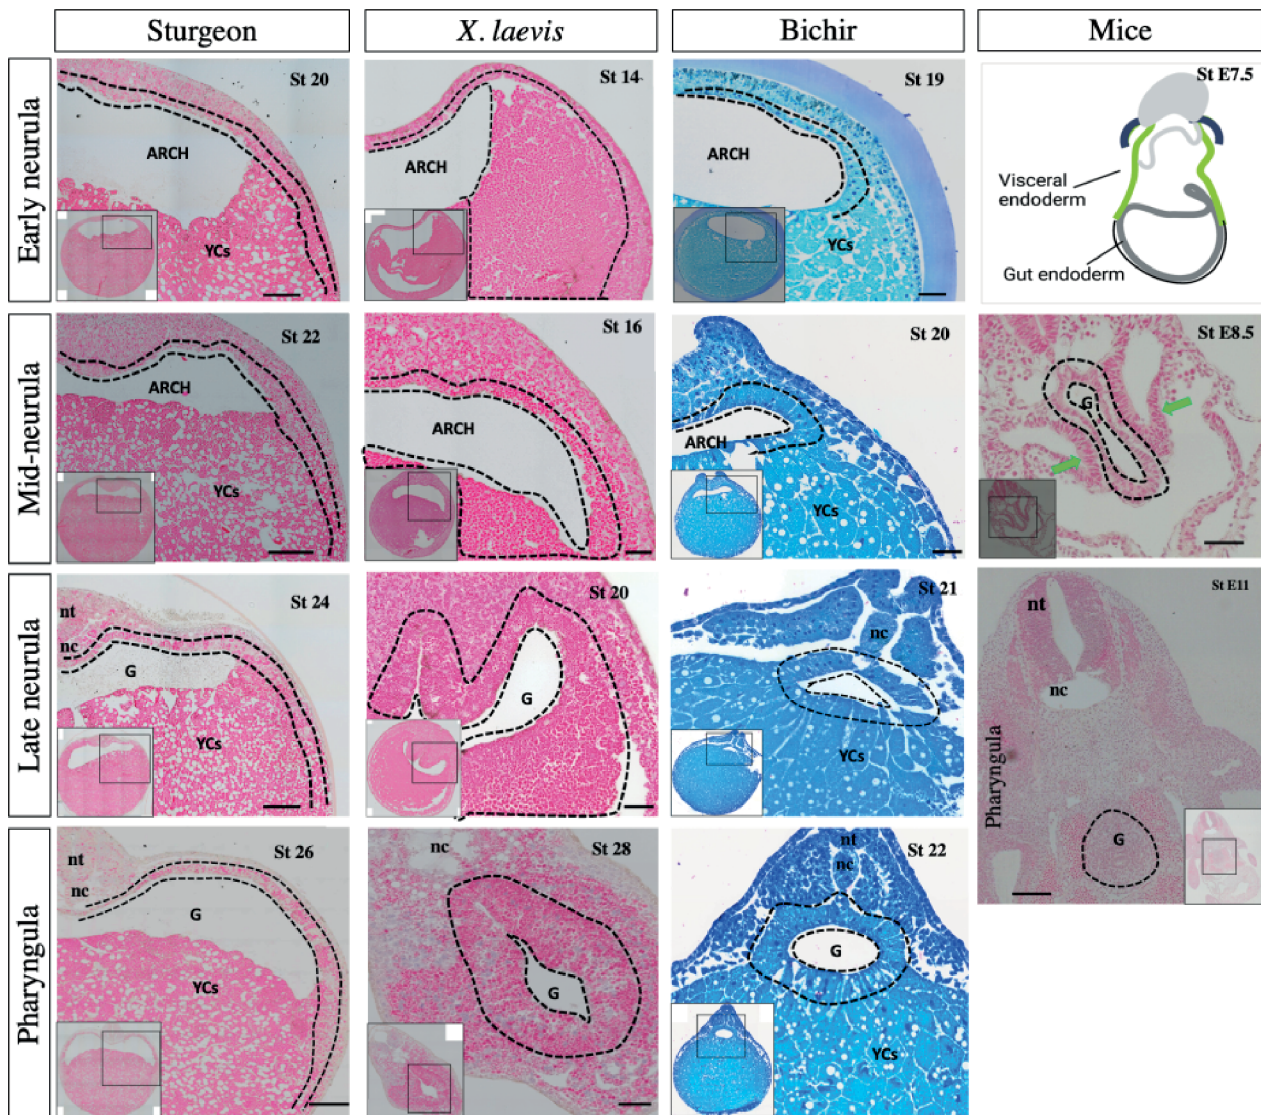 Sturgeon
X. laevis
Bichir
Mice
Early neurula
St 20
ARCH
YCs
St 14
ARCH
St 19
ARCH
YCs
St E7.5
Visceral
endoderm
Gut endoderm
Mid-neurula
St 22
ARCH
YCs
St 16
ARCH
St 20
ARCH
YCs
St E8.5
G
Late neurula
St 24
nt
nc
G
YCs
St 20
G
St 21
nc
YCs
Pharyngula
St E11
nt
nc
G
Pharyngula
St 26
nt
nc
G
YCs
St 28
nc
G
St 22
nt
nc
G
YCs